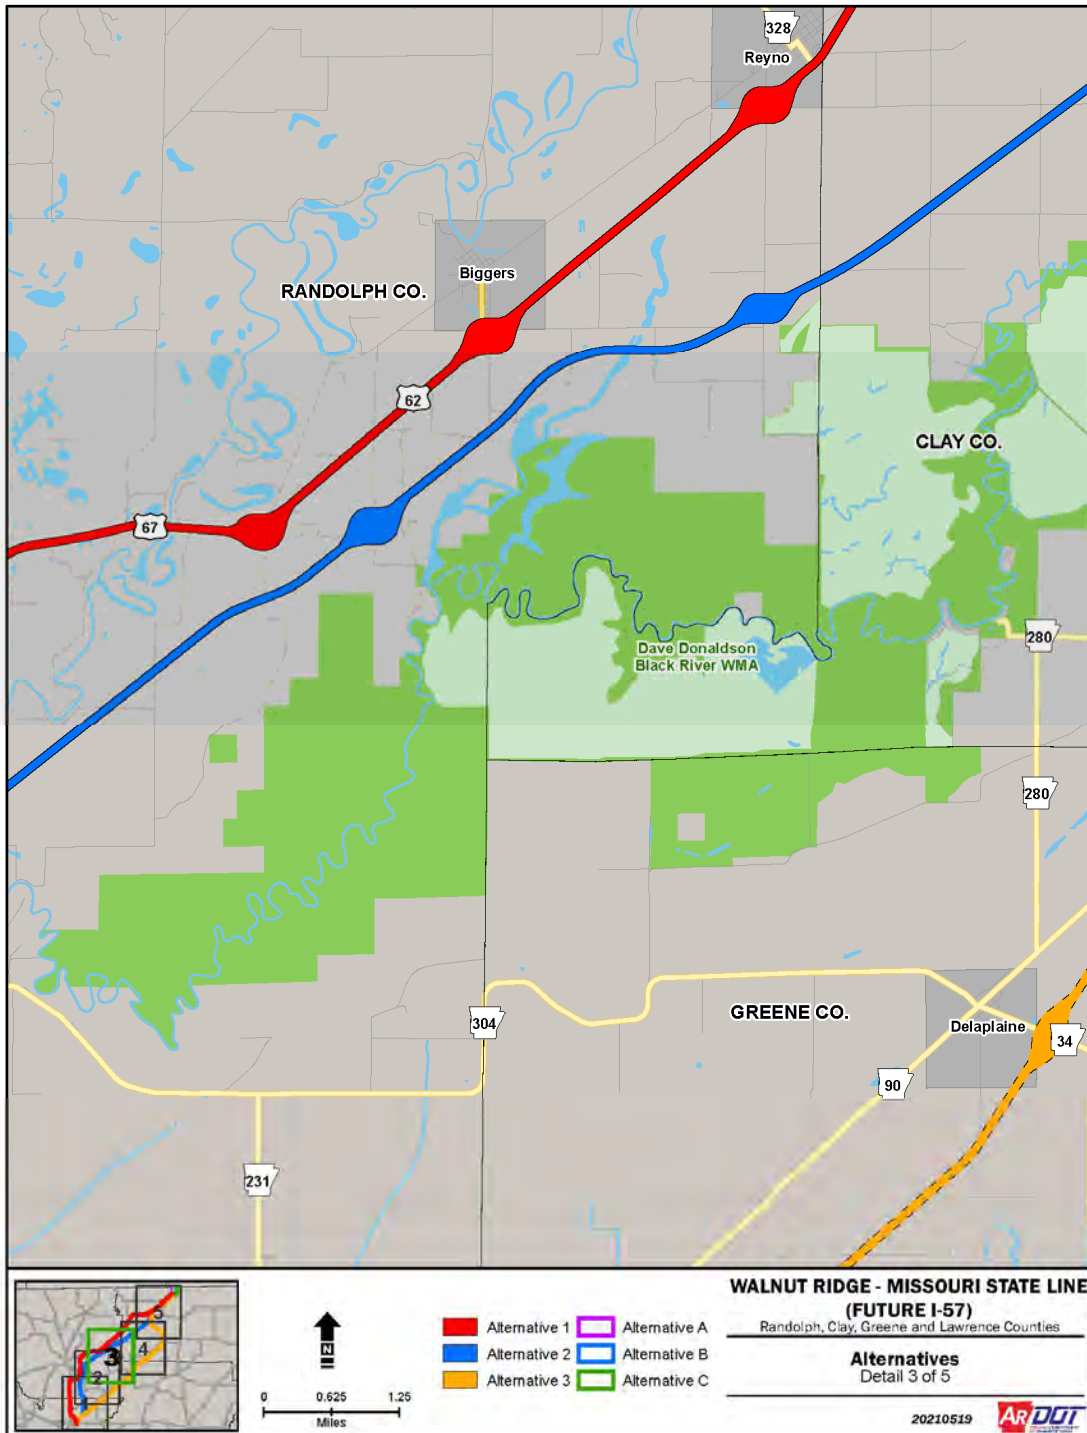 328
Reyno
Biggers
RANDOLPH CO.
62
CLAY CO.
67
280
Dave Donaldson
Black River WMA
280
GREENE CO.
304
Delaplaine
34
90
231
5
4
3
2
N
0 0.625 1.25
Miles
Alternative 1
Alternative 2
Alternative 3
Alternative A
Alternative B
Alternative C
WALNUT RIDGE - MISSOURI STATE LINE
(FUTURE I-57)
Randolph, Clay, Greene and Lawrence Counties
Alternatives
Detail 3 of 5
20210519
ARDOT